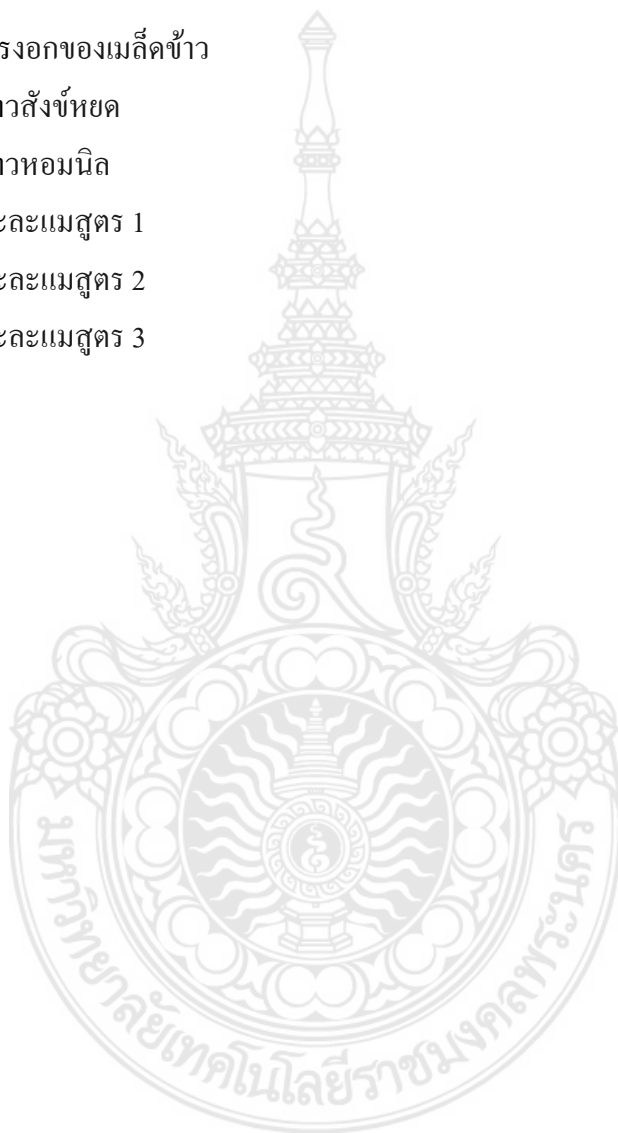 รงอกของเมล็ดข้าว
าวสังข์หยด
าวหอมนิล
ะละแมสูตร 1
ะละแมสูตร 2
ะละแมสูตร 3
มหาวิทยาลัยเทคโนโลยีราชมงคลพระนคร